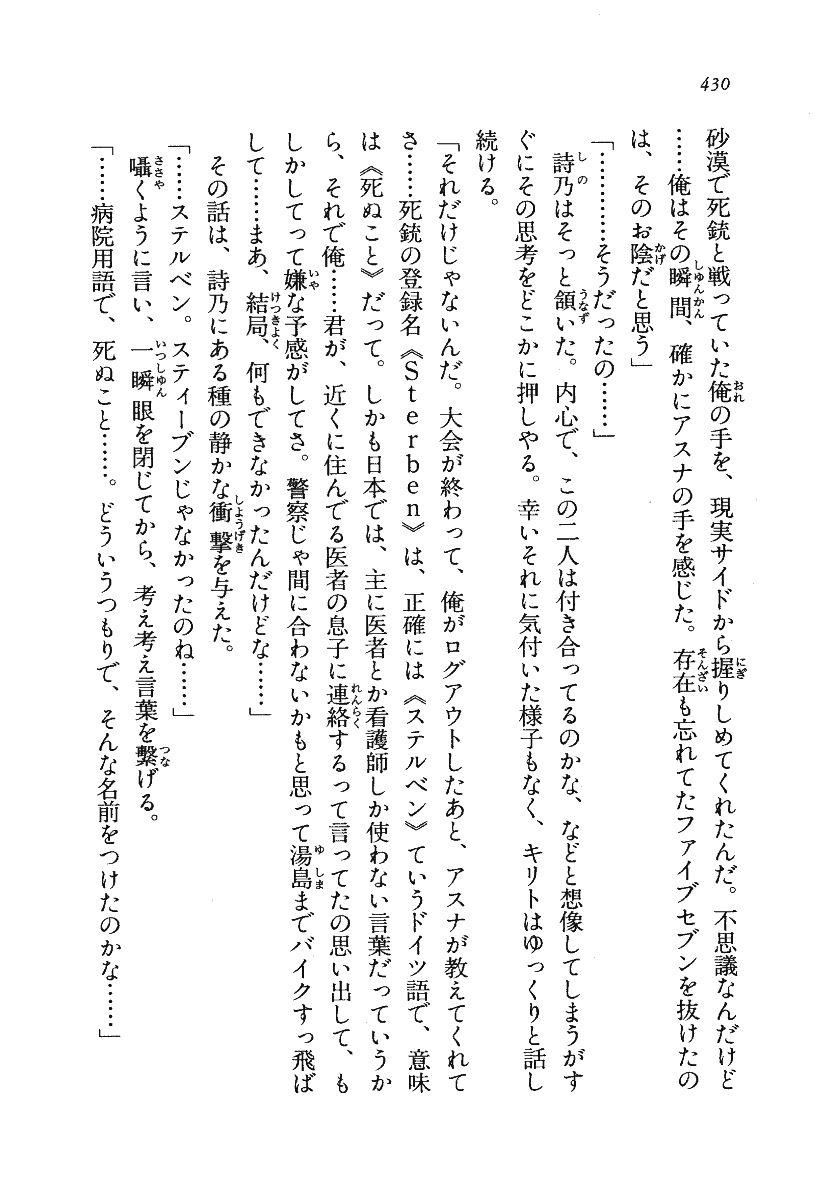 430
砂漠で死銃と戦っていた俺の手を、現実サイドから握りしめてくれたんだ。不思議なんだけど
……俺はその瞬間、確かにアスナの手を感じた。存在も忘れてたファイブセブンを抜けたの
は、そのお陰だと思う」
「…………そうだったの……」
詩乃はそっと頷いた。内心で、この二人は付き合ってるのかな、などと想像してしまうがす
ぐにその思考をどこかに押しやる。幸いそれに気付いた様子もなく、キリトはゆっくりと話し
続ける。
「それだけじゃないんだ。大会が終わって、俺がログアウトしたあと、アスナが教えてくれて
さ……死銃の登録名《Sterben》は、正確には《ステルベン》ていうドイツ語で、意味
は《死ぬこと》だって。しかも日本では、主に医者とか看護師しか使わない言葉だっていうか
ら、それで俺……君が、近くに住んでる医者の息子に連絡するって言ってたの思い出して、も
しかしてって嫌な予感がしてさ。警察じゃ間に合わないかもと思って湯島までバイクすっ飛ば
して……まあ、結局、何もできなかったんだけどな……」
その話は、詩乃にある種の静かな衝撃を与えた。
「……ステルベン。スティーブンじゃなかったのね……」
囁くように言い、一瞬眼を閉じてから、考え考え言葉を繋げる。
「……病院用語で、死ぬこと……。どういうつもりで、そんな名前をつけたのかな……」